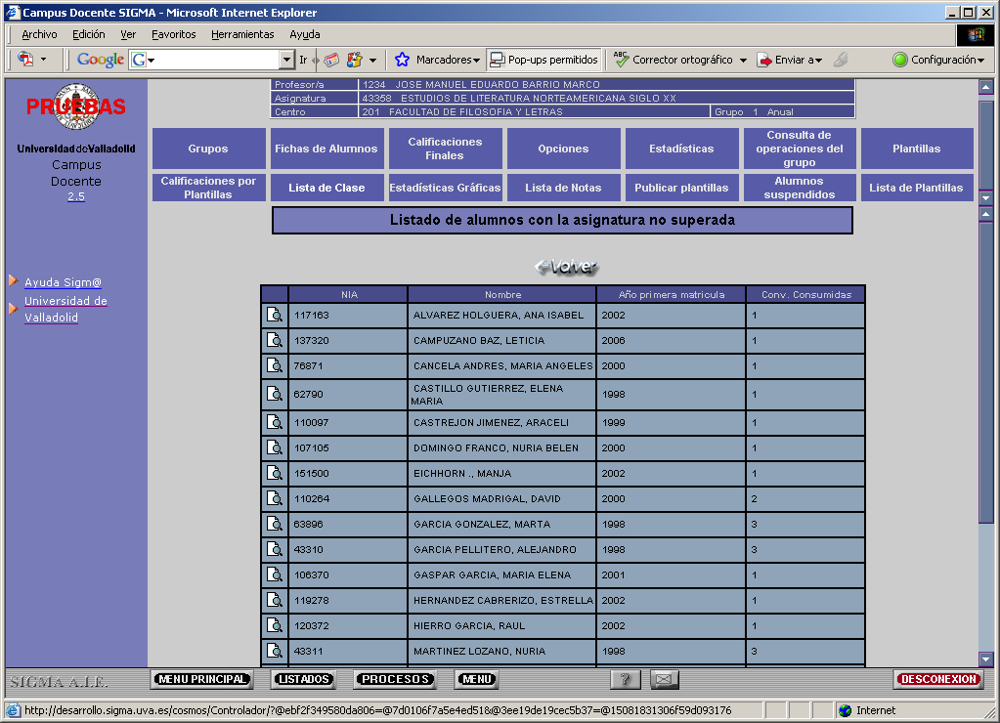 Campus Docente SIGMA - Microsoft Internet Explorer
Archivo Edición Ver Favoritos Herramientas Ayuda
Google G Ir Marcadores Pop-ups permitidos ABC Corrector ortográfico Enviar a Configuración
PRUEBAS
Universidad de Valladolid
Campus
Docente
2.5
Ayuda Sigm@
Universidad de
Valladolid
Profesor/a 1234 JOSE MANUEL EDUARDO BARRIO MARCO
Asignatura 43358 ESTUDIOS DE LITERATURA NORTEAMERICANA SIGLO XX
Centro 201 FACULTAD DE FILOSOFIA Y LETRAS Grupo 1 Anual
Grupos
Fichas de Alumnos
Calificaciones
Finales
Opciones
Estadísticas
Consulta de
operaciones del
grupo
Plantillas
Calificaciones por
Plantillas
Lista de Clase
Estadísticas Gráficas
Lista de Notas
Publicar plantillas
Alumnos
suspendidos
Lista de Plantillas
Listado de alumnos con la asignatura no superada
Volver
NIA Nombre Año primera matricula Conv. Consumidas
117163 ALVAREZ HOLGUERA, ANA ISABEL 2002 1
137320 CAMPUZANO BAZ, LETICIA 2006 1
76871 CANCELA ANDRES, MARIA ANGELES 2000 1
62790 CASTILLO GUTIERREZ, ELENA
MARIA 1998 1
110097 CASTREJON JIMENEZ, ARACELI 1999 1
107105 DOMINGO FRANCO, NURIA BELEN 2000 1
151500 EICHHORN ., MANJA 2002 1
110264 GALLEGOS MADRIGAL, DAVID 2000 2
63896 GARCIA GONZALEZ, MARTA 1998 3
43310 GARCIA PELLITERO, ALEJANDRO 1998 3
106370 GASPAR GARCIA, MARIA ELENA 2001 1
119278 HERNANDEZ CABRERIZO, ESTRELLA 2002 1
120372 HIERRO GARCIA, RAUL 2002 1
43311 MARTINEZ LOZANO, NURIA 1998 3
SIGMA A.I.E. MENU PRINCIPAL LISTADOS PROCESOS MENU ? DESCONEXION
http://desarrollo.sigma.uva.es/cosmos/Controlador/?@ebf2f349580da806=@7d0106f7a5e4ed51&@3ee19de19cec5b37=@15081831306f59d093176 Internet